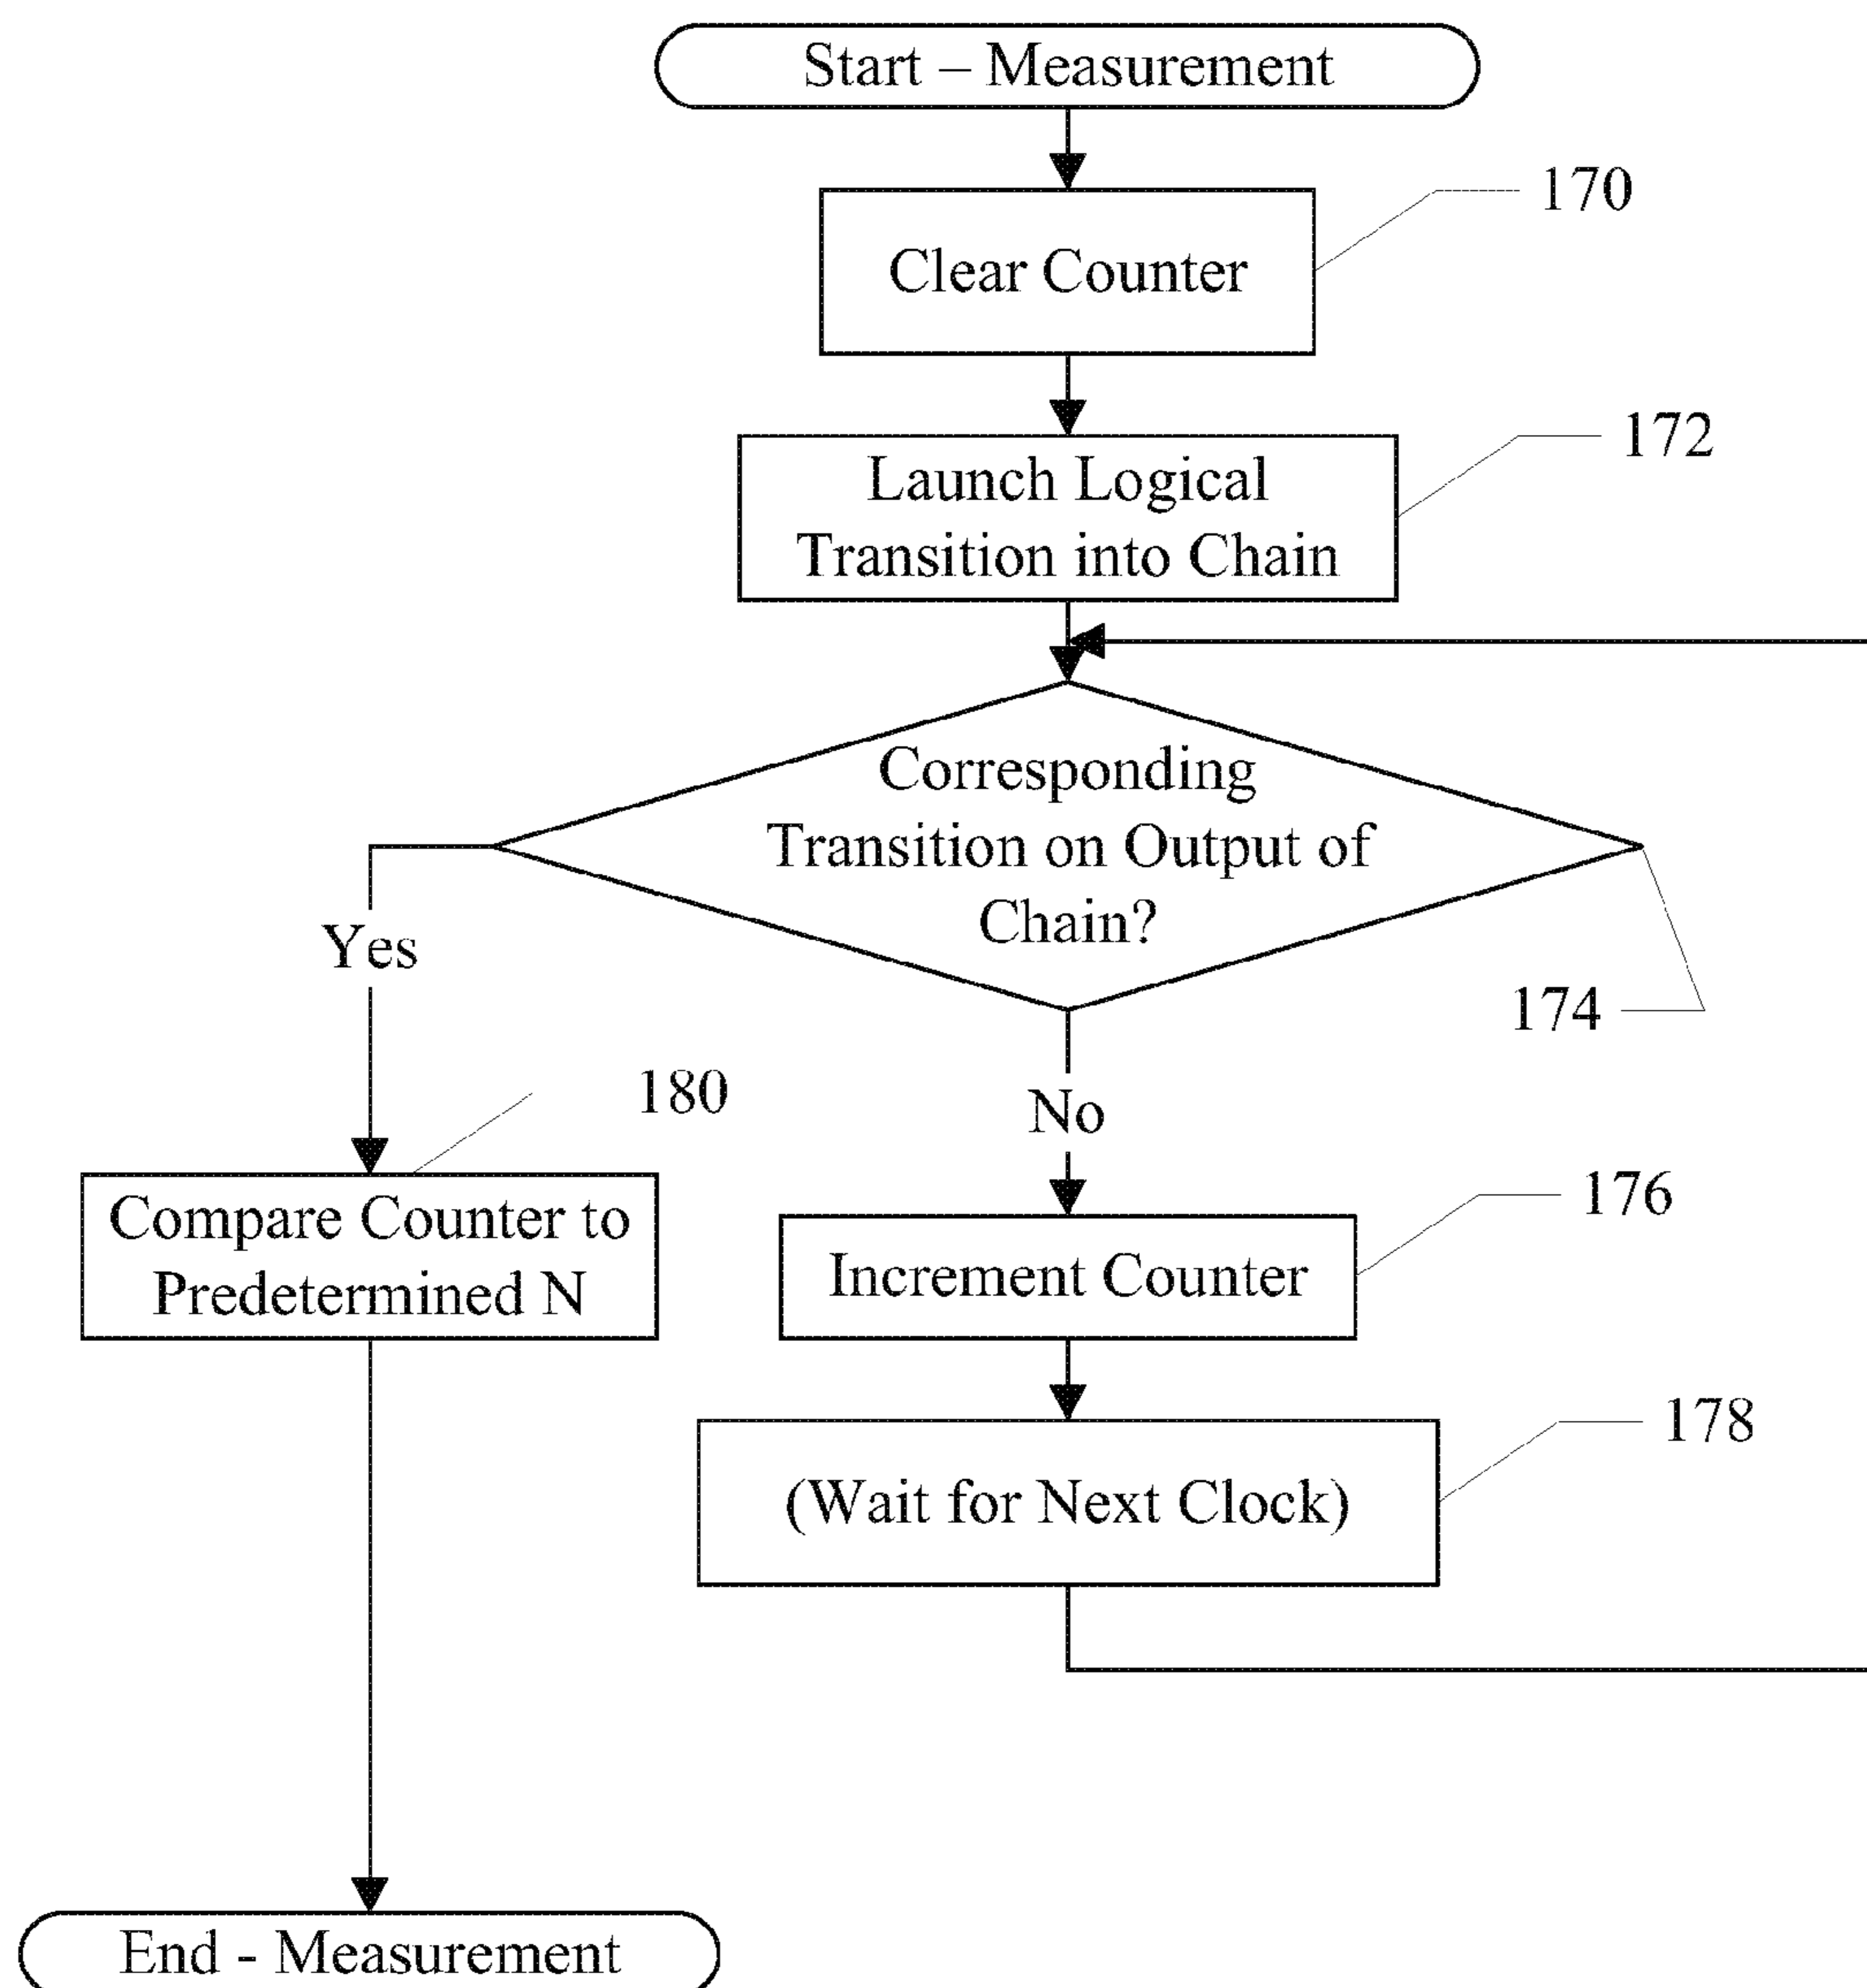 Start – Measurement
170
Clear Counter
172
Launch Logical
Transition into Chain
Corresponding
Transition on Output of
Chain?
Yes
174
180
No
176
Compare Counter to
Predetermined N
Increment Counter
178
(Wait for Next Clock)
End - Measurement